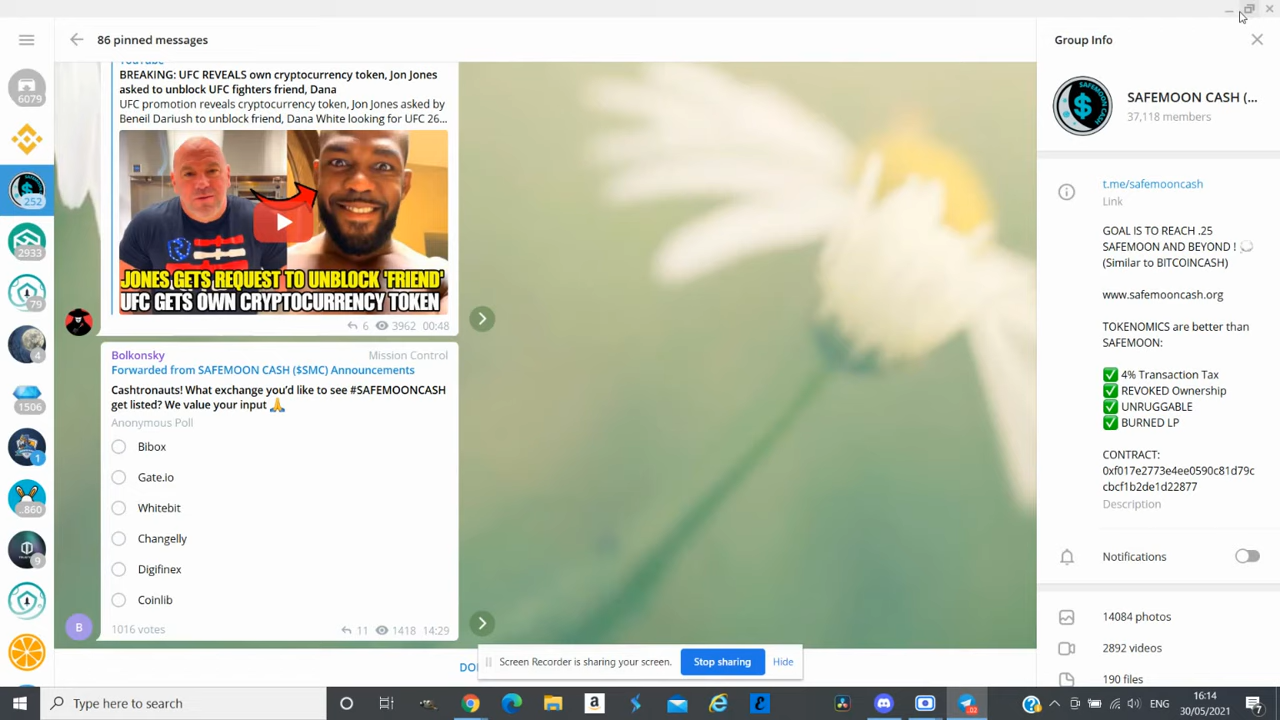 86 pinned messages
YouTube
BREAKING: UFC REVEALS own cryptocurrency token, Jon Jones
asked to unblock UFC fighters friend, Dana
UFC promotion reveals cryptocurrency token, Jon Jones asked by
Beneil Dariush to unblock friend, Dana White looking for UFC 26...
JONES GETS REQUEST TO UNBLOCK 'FRIEND'
UFC GETS OWN CRYPTOCURRENCY TOKEN
6 3962 00:48
Bolkonsky Mission Control
Forwarded from SAFEMOON CASH ($SMC) Announcements
Cashtronauts! What exchange you'd like to see #SAFEMOONCASH
get listed? We value your input 🙏
Anonymous Poll
Bibox
Gate.io
Whitebit
Changelly
Digifinex
Coinlib
B
1016 votes 11 1418 14:29
6079
252
2933
79
4
1506
1
..860
9
Group Info
SAFEMOON CASH (...
37,118 members
t.me/safemooncash
Link
GOAL IS TO REACH .25
SAFEMOON AND BEYOND !
(Similar to BITCOINCASH)
www.safemooncash.org
TOKENOMICS are better than
SAFEMOON:
✅ 4% Transaction Tax
✅ REVOKED Ownership
✅ UNRUGGABLE
✅ BURNED LP
CONTRACT:
0xf017e2773e4ee0590c81d79c
cbcf1b2de1d22877
Description
Notifications
14084 photos
2892 videos
190 files
Screen Recorder is sharing your screen. Stop sharing Hide
Type here to search
ENG
16:14
30/05/2021
7